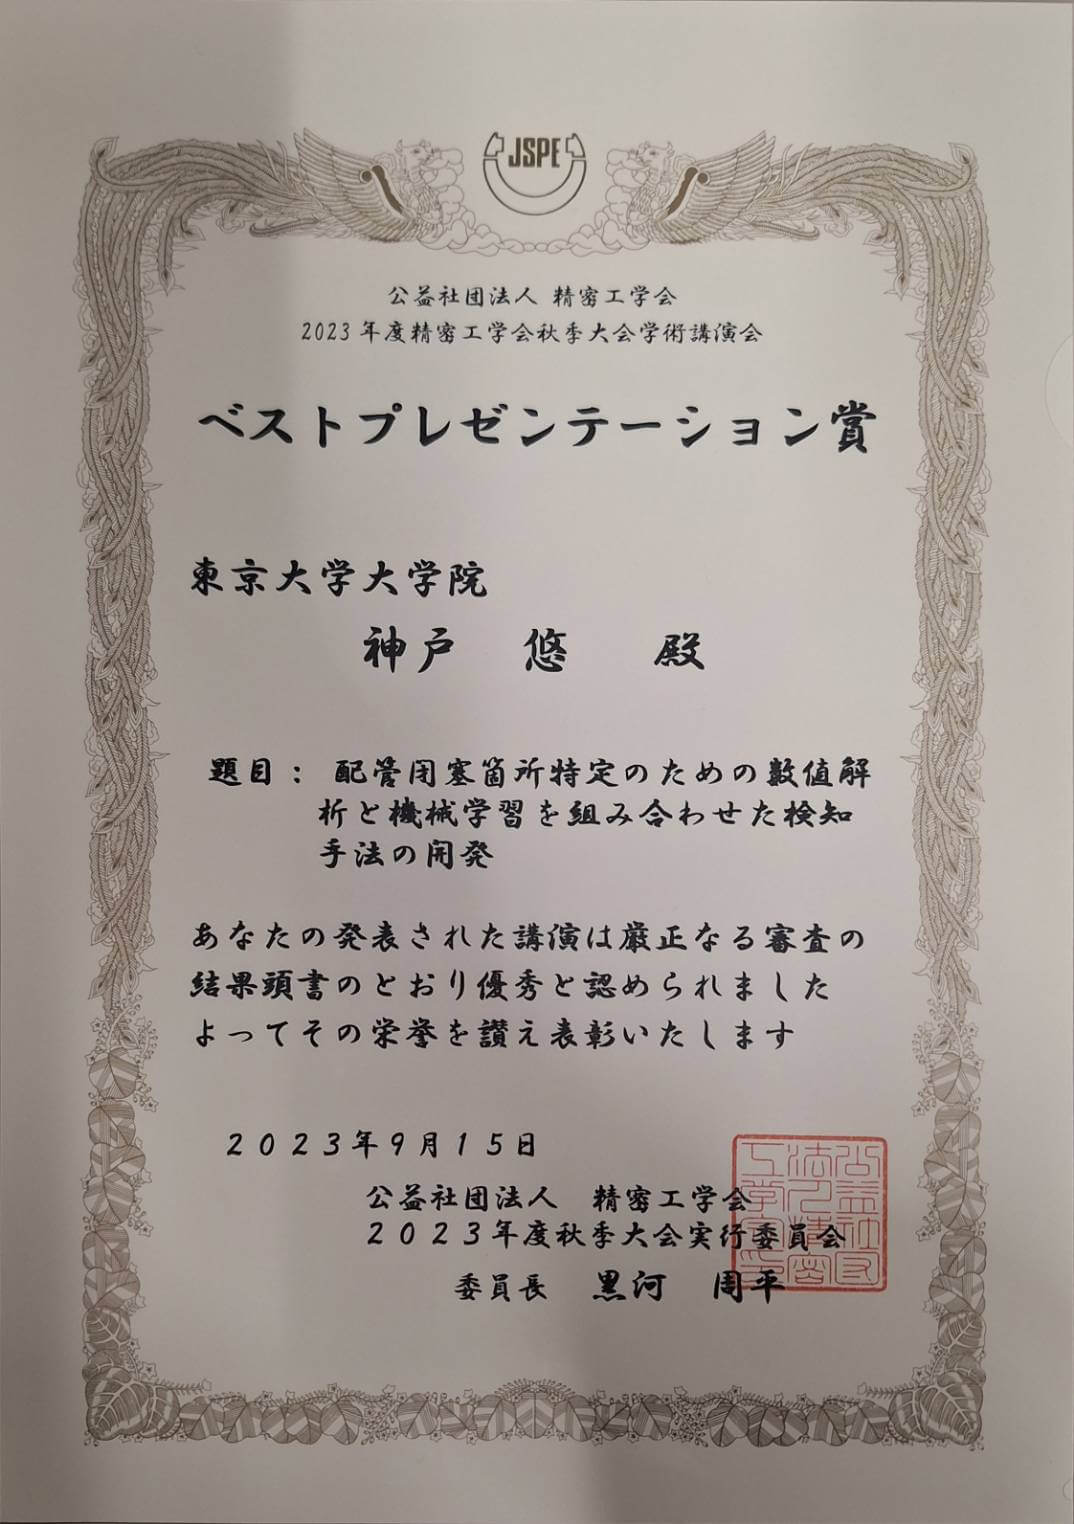 JSPE
公益社団法人 精密工学会
2023年度精密工学会秋季大会学術講演会
ベストプレゼンテーション賞
東京大学大学院
神戸 悠 殿
題目： 配管閉塞箇所特定のための数値解
析と機械学習を組み合わせた検知
手法の開発
あなたの発表された講演は厳正なる審査の
結果頭書のとおり優秀と認められました
よってその栄誉を讃え表彰いたします
２０２３年９月１５日
公益社団法人 精密工学会
２０２３年度秋季大会実行委員会
委員長 黒河 周平